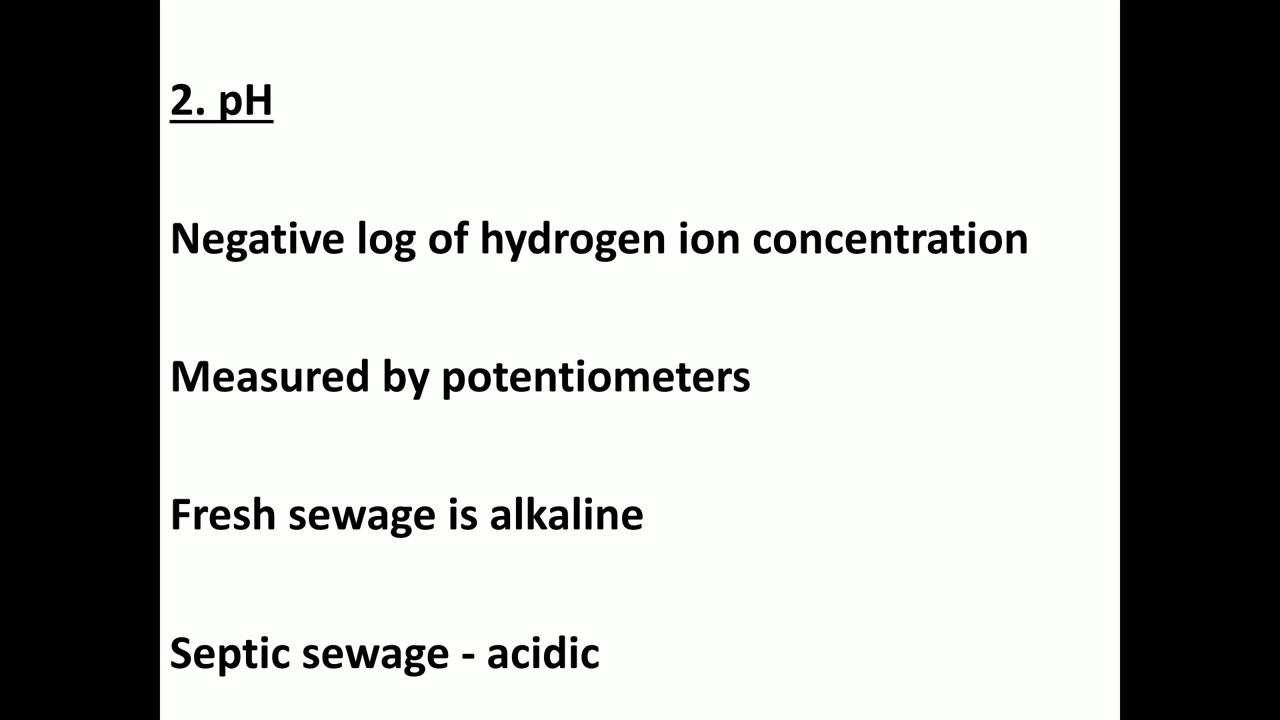 2. pH
Negative log of hydrogen ion concentration
Measured by potentiometers
Fresh sewage is alkaline
Septic sewage - acidic